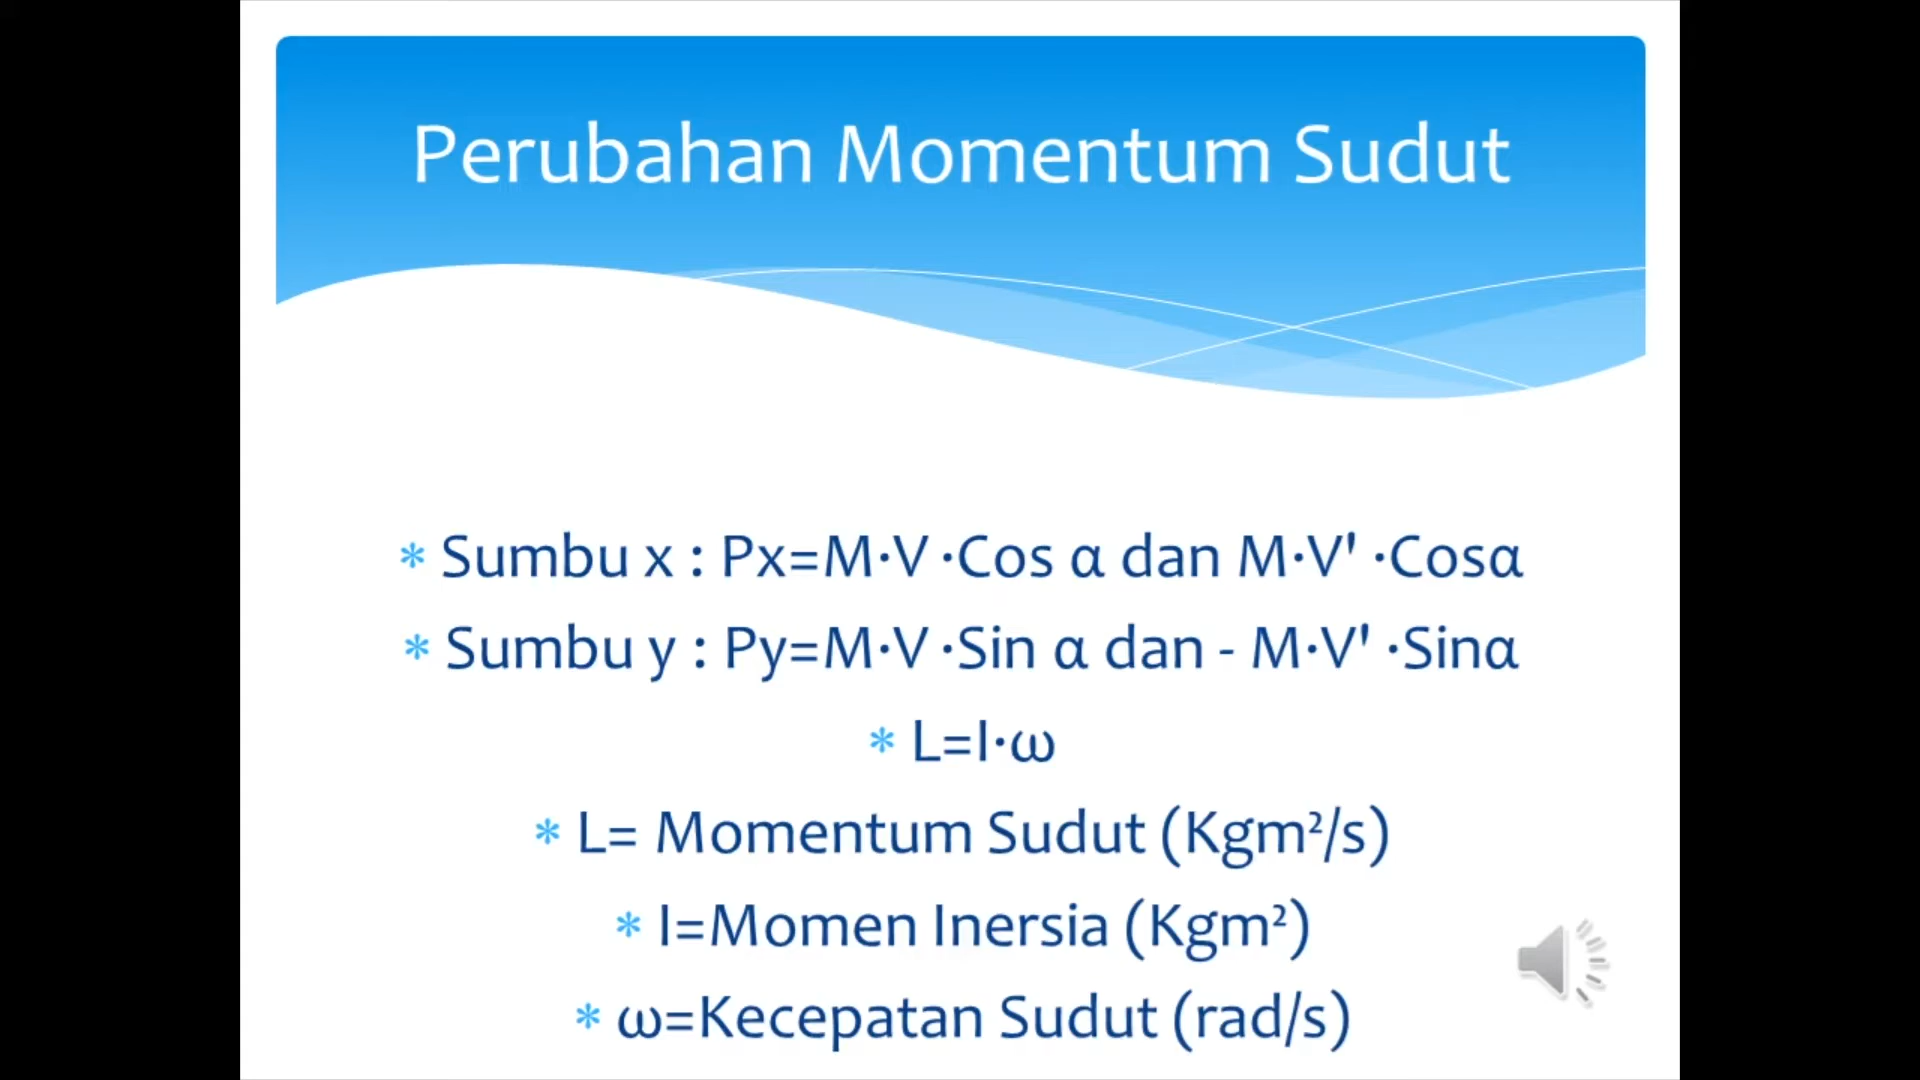 Perubahan Momentum Sudut
* Sumbu x : Px=M·V ·Cos α dan M·V' ·Cosα
* Sumbu y : Py=M·V ·Sin α dan - M·V' ·Sinα
* L=I·ω
* L= Momentum Sudut (Kgm²/s)
* I=Momen Inersia (Kgm²)
* ω=Kecepatan Sudut (rad/s)